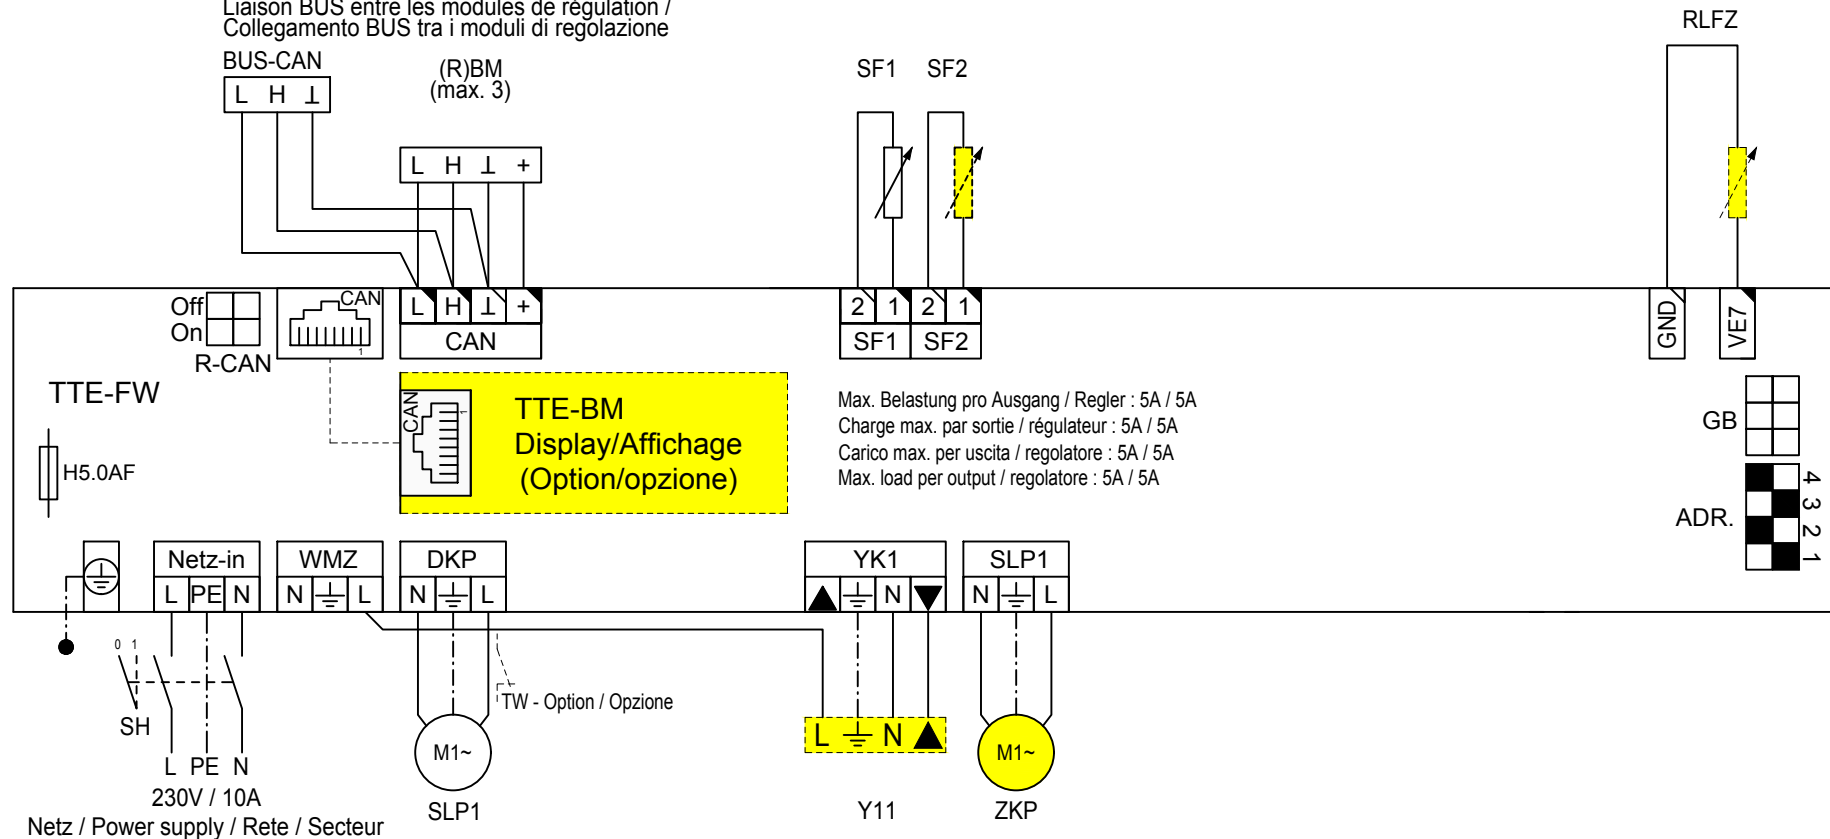 Liaison BUS entre les modules de régulation /
Collegamento BUS tra i moduli di regolazione
RLFZ
BUS-CAN
(R)BM
(max. 3)
SF1 SF2
L H ⊥
L H ⊥ +
Off
On
R-CAN
CAN
1
L H ⊥ +
CAN
2 1 2 1
SF1 SF2
GND
VE7
TTE-FW
H5.0AF
CAN
1
TTE-BM
Display/Affichage
(Option/opzione)
Max. Belastung pro Ausgang / Regler : 5A / 5A
Charge max. par sortie / régulateur : 5A / 5A
Carico max. per uscita / regolatore : 5A / 5A
Max. load per output / regolatore : 5A / 5A
GB
ADR.
4 3 2 1
Netz-in WMZ DKP YK1 SLP1
L PE N N L N L N N L
0 1
SH
TW - Option / Opzione
L N
M1~
M1~
L PE N
230V / 10A
SLP1
Y11
ZKP
Netz / Power supply / Rete / Secteur